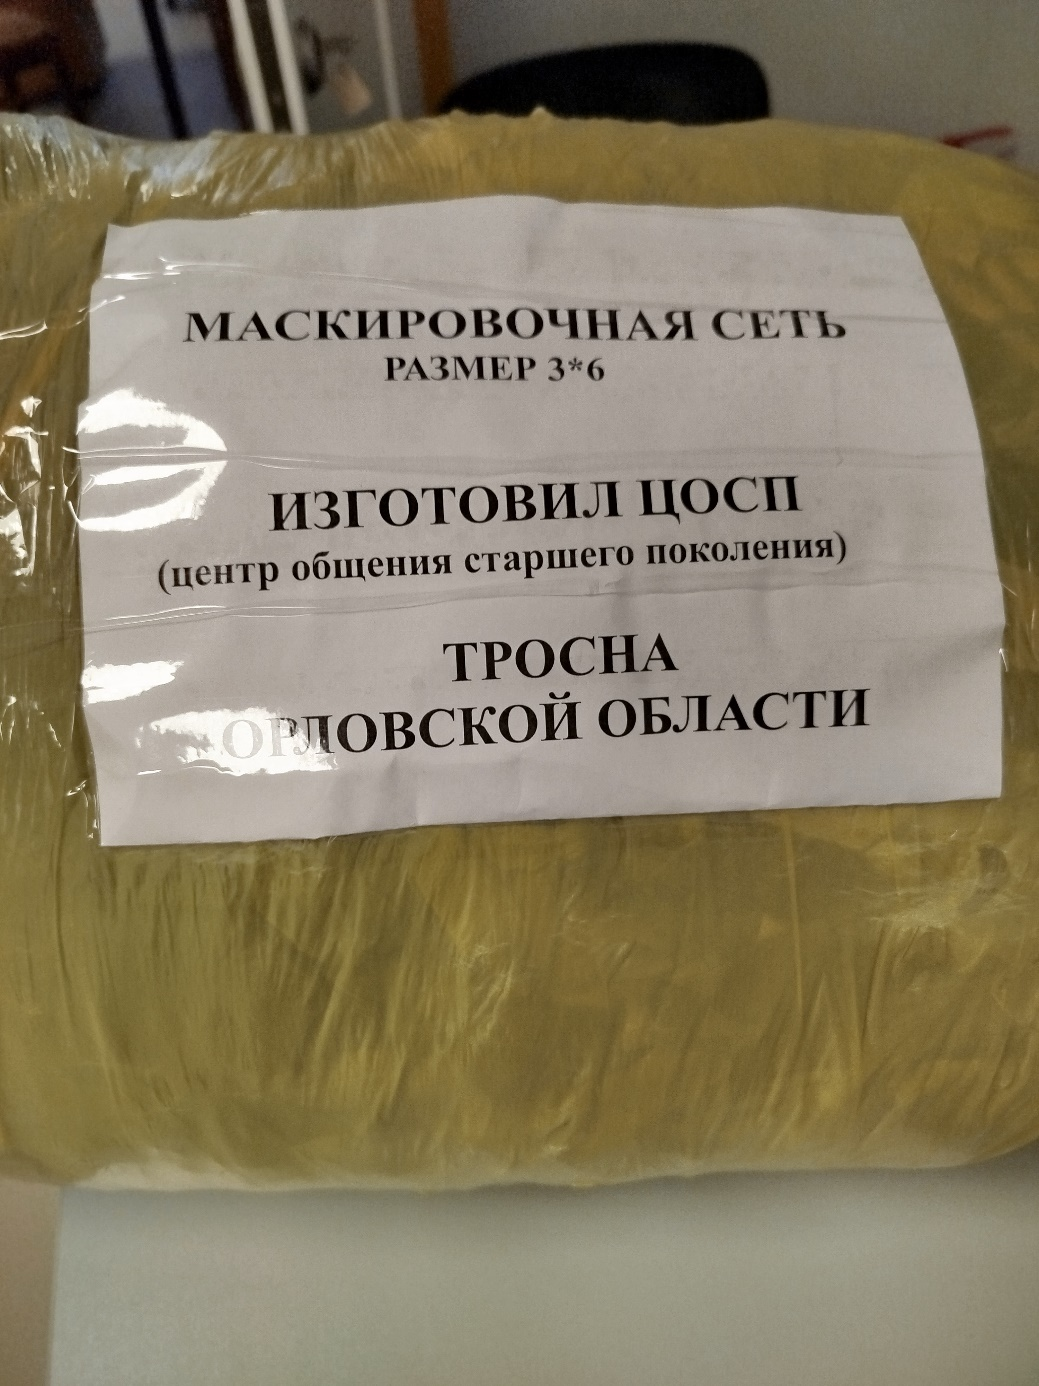 МАСКИРОВОЧНАЯ СЕТЬ
РАЗМЕР 3*6
ИЗГОТОВИЛ ЦОСП
(центр общения старшего поколения)
ТРОСНА
ОРЛОВСКОЙ ОБЛАСТИ